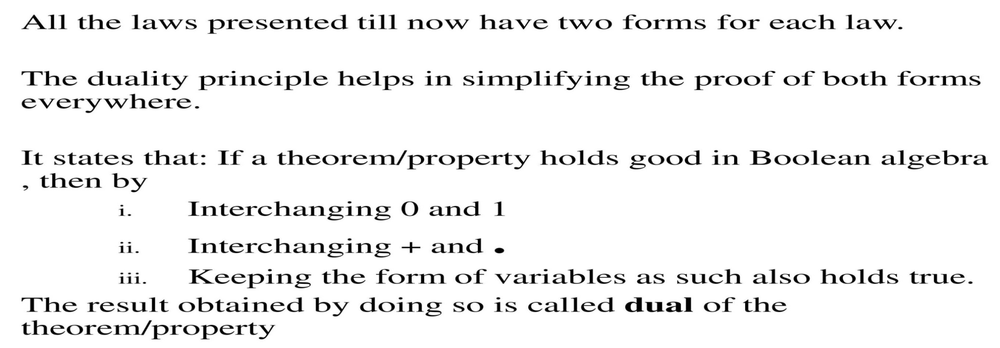 All the laws presented till now have two forms for each law.
The duality principle helps in simplifying the proof of both forms
everywhere.
It states that: If a theorem/property holds good in Boolean algebra
, then by
i. Interchanging 0 and 1
ii. Interchanging + and •
iii. Keeping the form of variables as such also holds true.
The result obtained by doing so is called dual of the
theorem/property